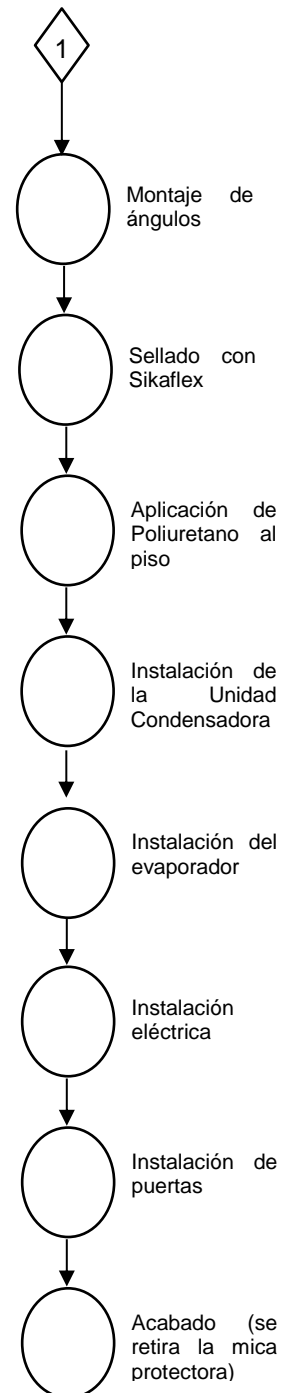 1
Montaje de
ángulos
Sellado con
Sikaflex
Aplicación de
Poliuretano al
piso
Instalación de
la Unidad
Condensadora
Instalación del
evaporador
Instalación
eléctrica
Instalación de
puertas
Acabado (se
retira la mica
protectora)